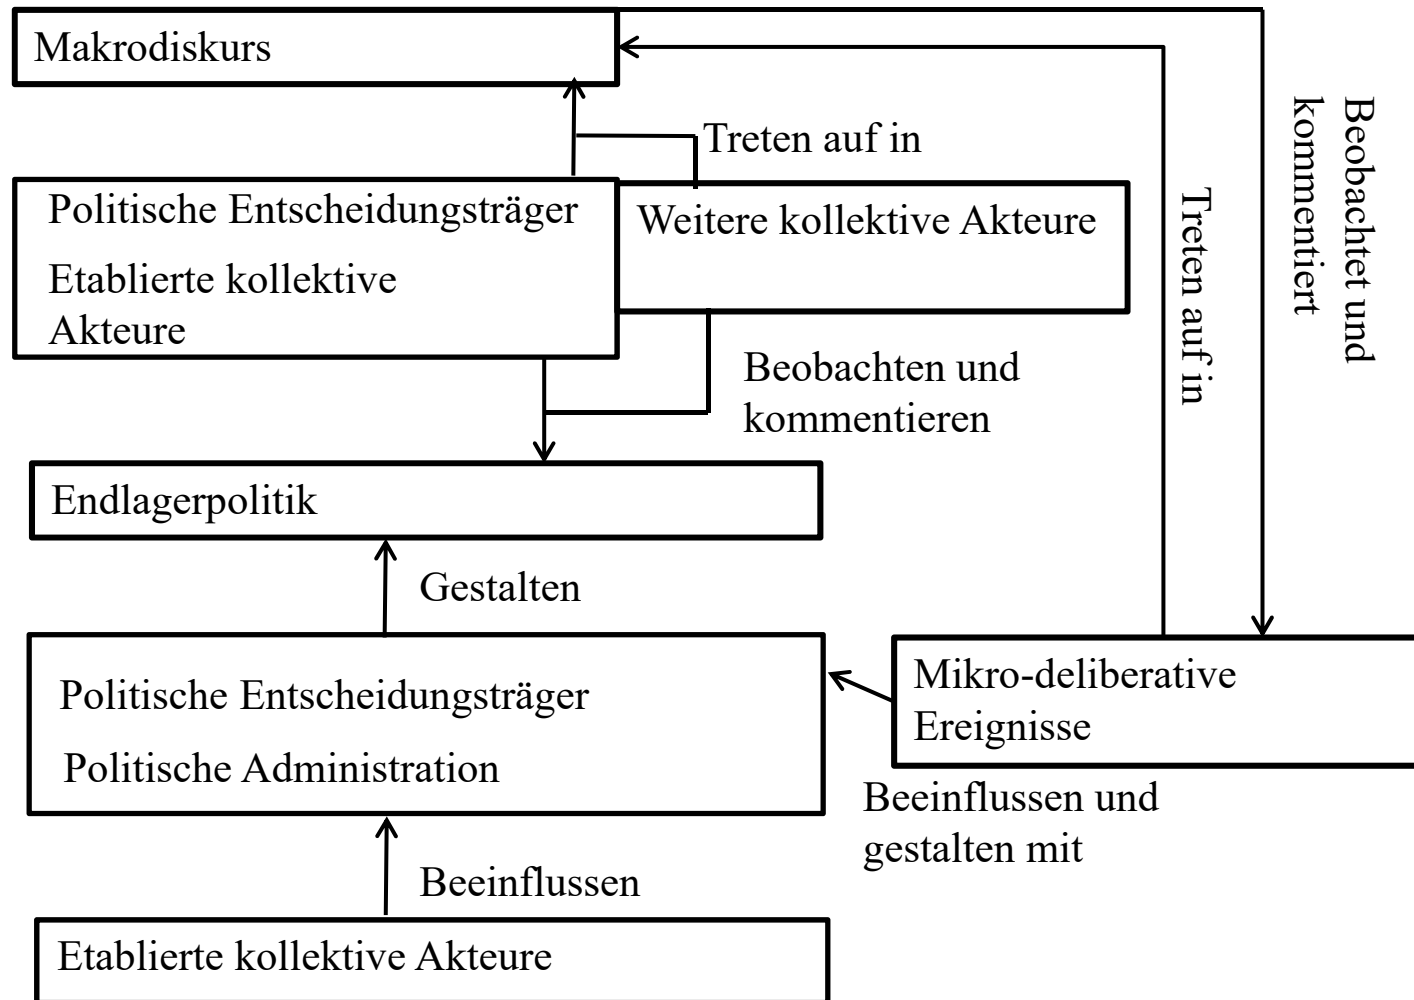 Makrodiskurs
Treten auf in
Politische Entscheidungsträger
Etablierte kollektive
Akteure
Weitere kollektive Akteure
Beobachten und
kommentieren
Treten auf in
Beobachtet und
kommentiert
Endlagerpolitik
Gestalten
Politische Entscheidungsträger
Politische Administration
Mikro-deliberative
Ereignisse
Beeinflussen und
gestalten mit
Beeinflussen
Etablierte kollektive Akteure